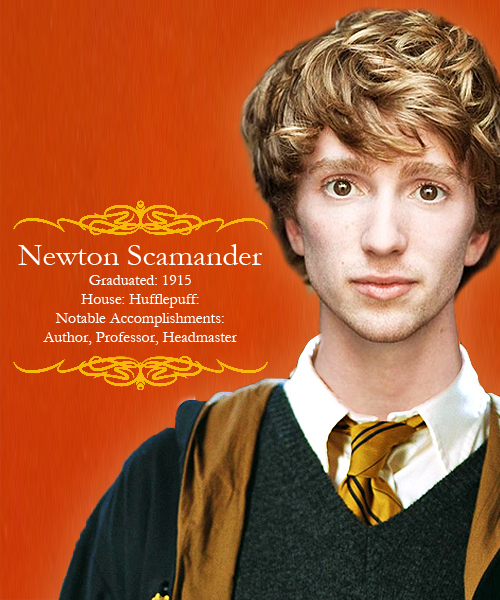 Newton Scamander
Graduated: 1915
House: Hufflepuff:
Notable Accomplishments:
Author, Professor, Headmaster